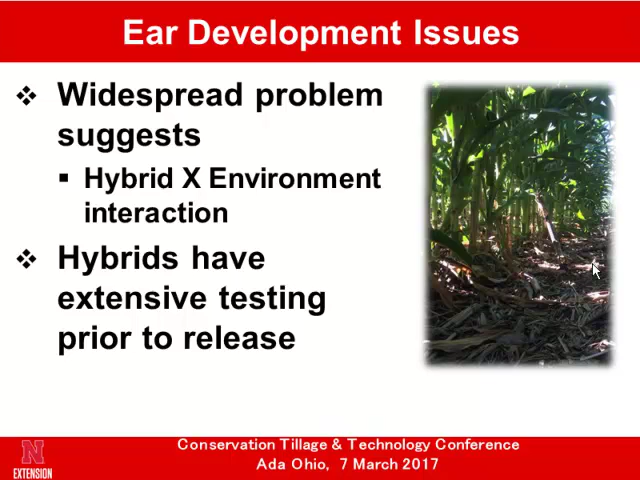 Ear Development Issues
Widespread problem
suggests
Hybrid X Environment
interaction
Hybrids have
extensive testing
prior to release
Conservation Tillage & Technology Conference
Ada Ohio, 7 March 2017
N
EXTENSION